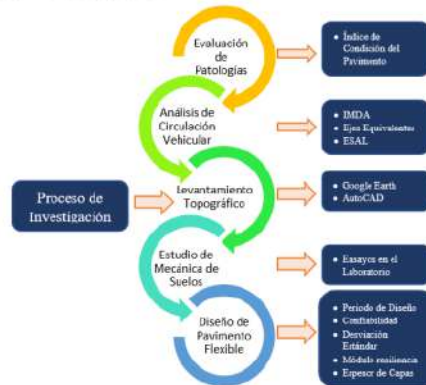 Evaluación
de
Patologías
Índice de
Condición del
Pavimento
Análisis de
Circulación
Vehicular
IMDA
Ejes Equivalentes
ESAL
Proceso de
Investigación
Levantamiento
Topográfico
Google Earth
AutoCAD
Estudio de
Mecánica de
Suelos
Ensayos en el
Laboratorio
Diseño de
Pavimento
Flexible
Periodo de Diseño
Confiabilidad
Desviación
Estándar
Módulo resiliencia
Espesor de Capas